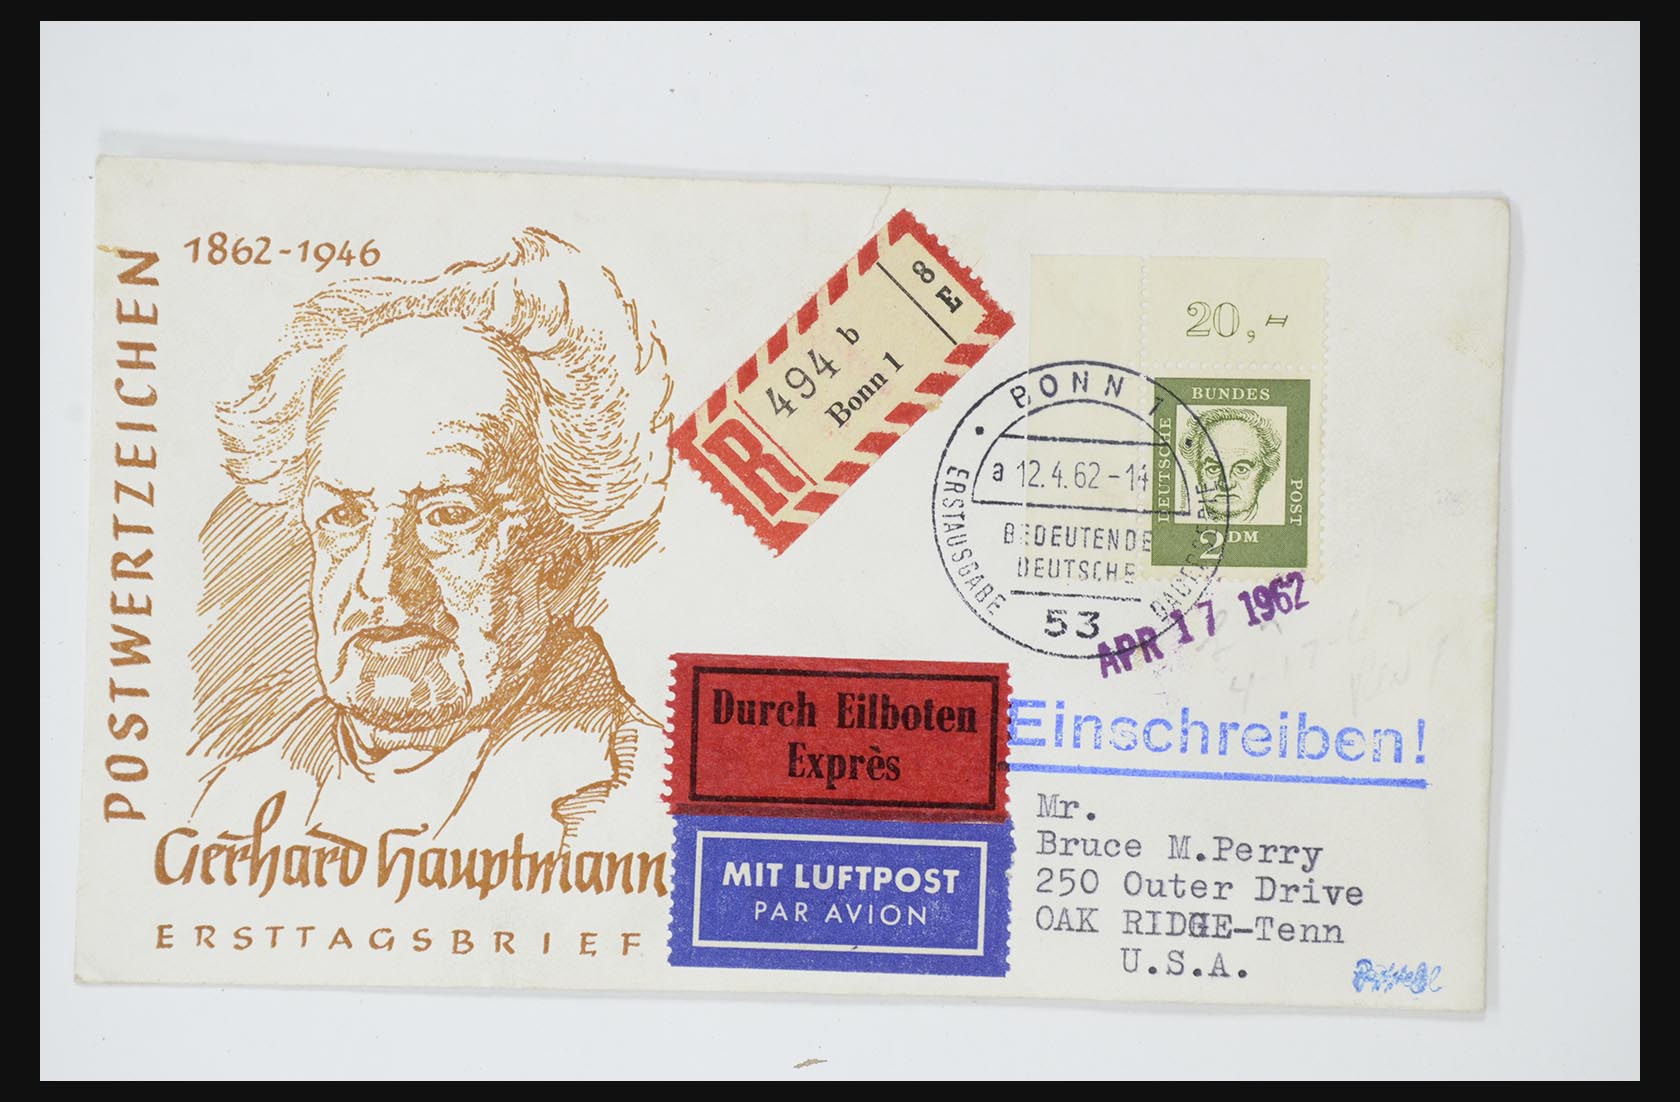 POSTWERTZEICHEN
1862-1946
Gerhard Hauptmann
ERSTTAGSBRIEF
R
494 b
Bonn 1
8
E
20,=
BUNDES
DEUTSCHE
POST
2 DM
BONN 1
a 12.4.62-14
BEDEUTENDE
DEUTSCHE
53
ERSTAUSGABE
APR 17 1962
Durch Eilboten
Exprès
MIT LUFTPOST
PAR AVION
Einschreiben!
Mr.
Bruce M.Perry
250 Outer Drive
OAK RIDGE-Tenn
U.S.A.